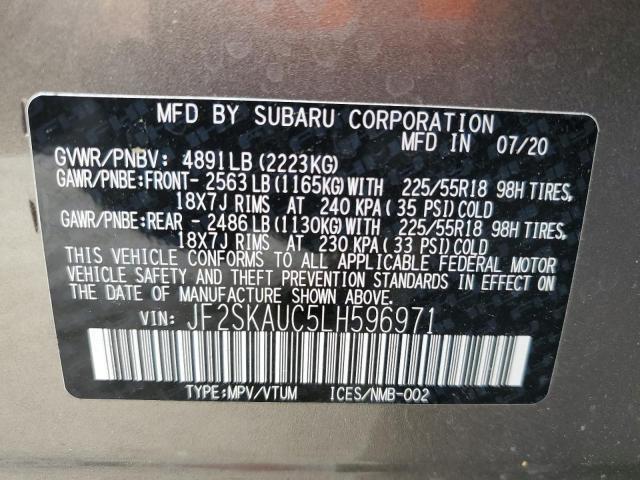 MFD BY SUBARU CORPORATION
MFD IN 07/20
GVWR/PNBV: 4891LB(2223KG)
GAWR/PNBE:FRONT- 2563LB(1165KG)WITH 225/55R18 98H TIRES,
18X7J RIMS AT 240 KPA(35 PSI)COLD
GAWR/PNBE:REAR - 2486LB(1130KG)WITH 225/55R18 98H TIRES,
18X7J RIMS AT 230 KPA(33 PSI)COLD
THIS VEHICLE CONFORMS TO ALL APPLICABLE FEDERAL MOTOR
VEHICLE SAFETY AND THEFT PREVENTION STANDARDS IN EFFECT ON
THE DATE OF MANUFACTURE SHOWN ABOVE.
VIN: JF2SKAUC5LH596971
TYPE:MPV/VTUM ICES/NMB-002